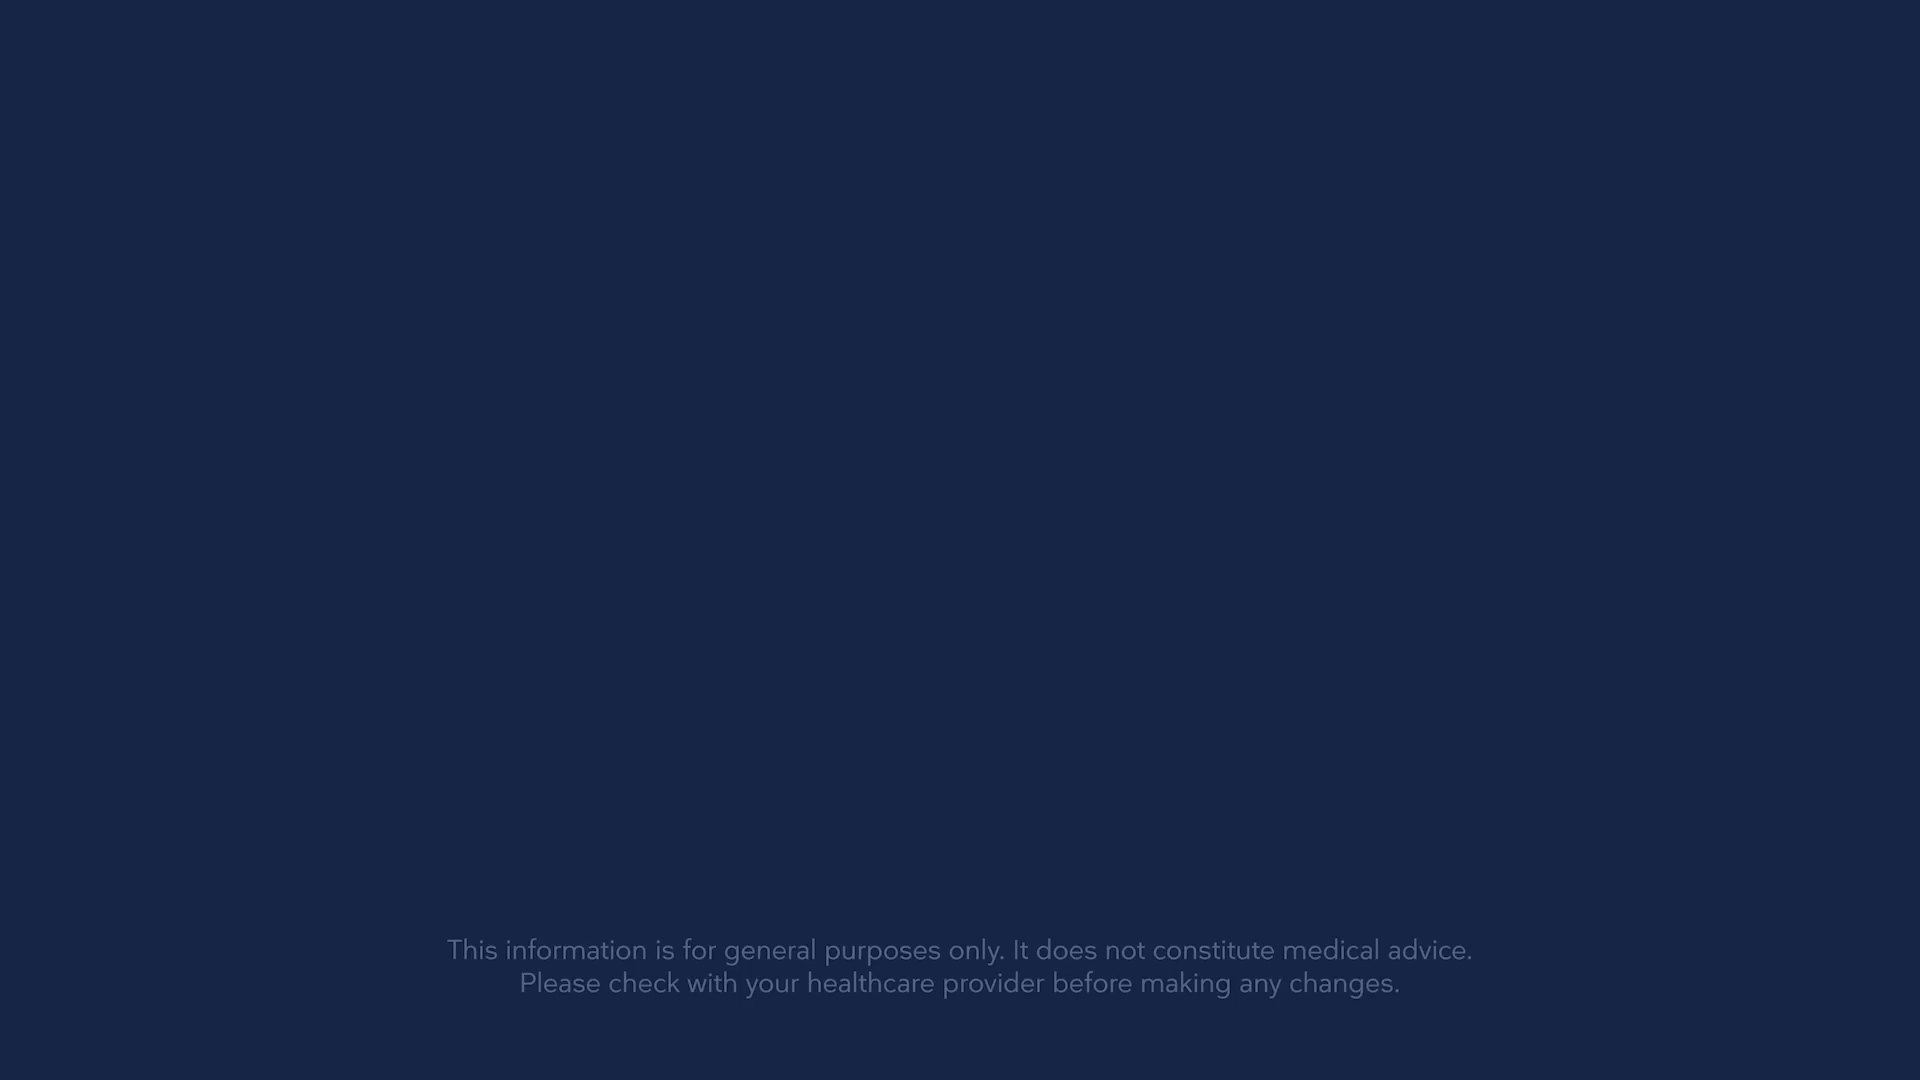 This information is for general purposes only. It does not constitute medical advice.
Please check with your healthcare provider before making any changes.